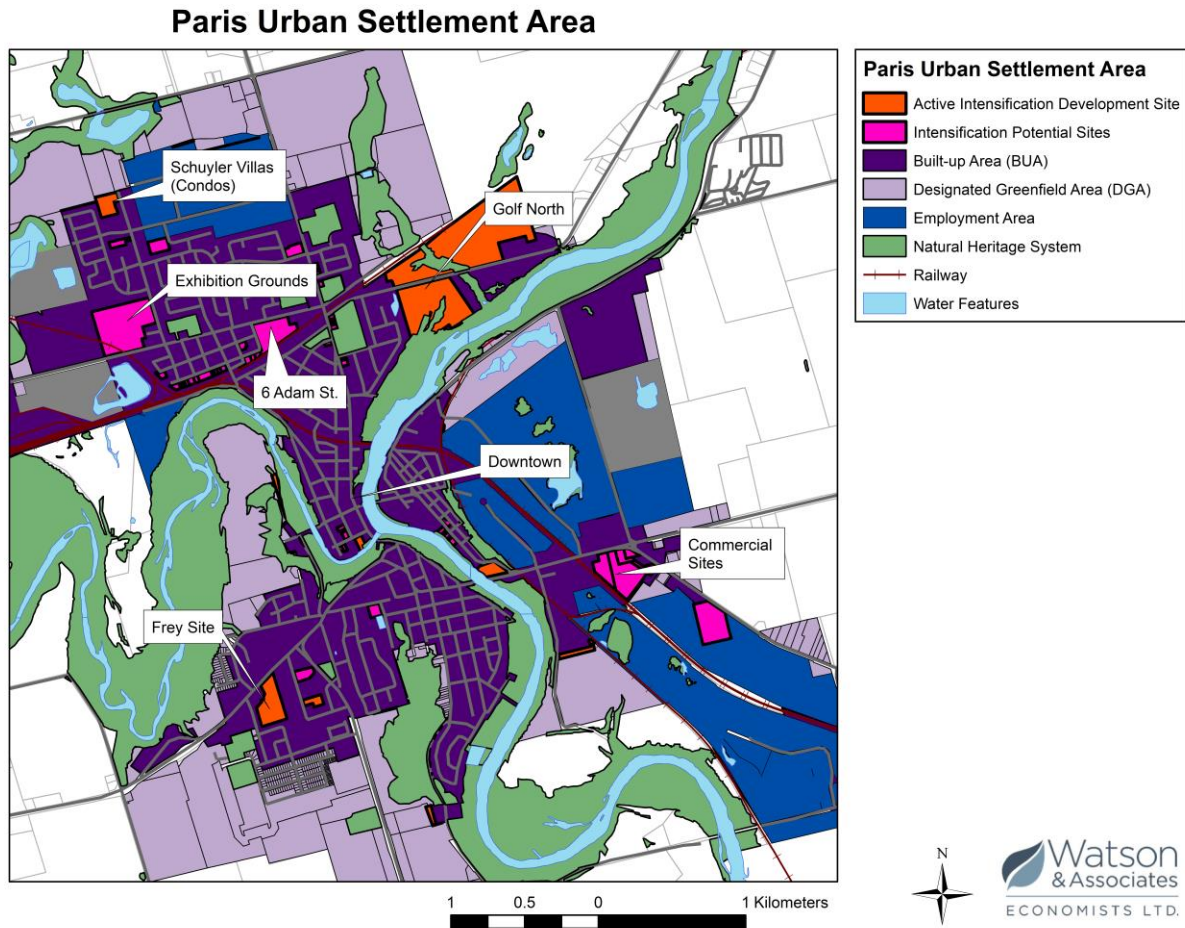 Paris Urban Settlement Area
Paris Urban Settlement Area
Active Intensification Development Site
Intensification Potential Sites
Built-up Area (BUA)
Designated Greenfield Area (DGA)
Employment Area
Natural Heritage System
Railway
Water Features
Schuyler Villas
(Condos)
Golf North
Exhibition Grounds
6 Adam St.
Downtown
Commercial
Sites
Frey Site
1 0.5 0 1 Kilometers
N
Watson
& Associates
ECONOMISTS LTD.